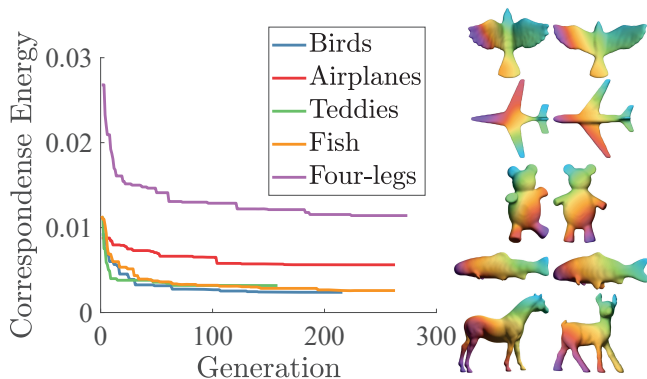 Correspondense Energy
0.03
0.02
0.01
0
0
100
200
300
Generation
Birds
Airplanes
Teddies
Fish
Four-legs